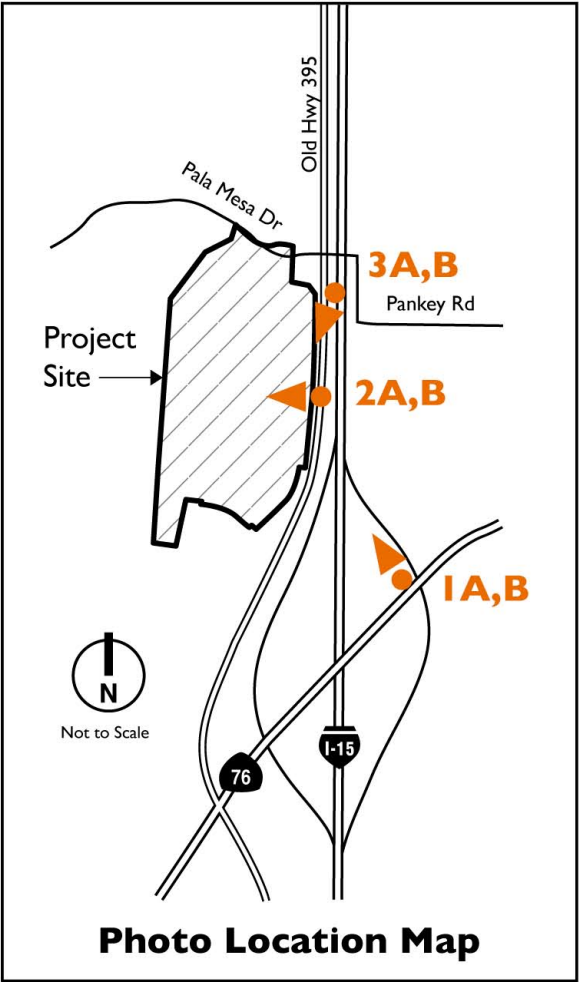 Old Hwy 395
Pala Mesa Dr
3A,B
Pankey Rd
Project
Site
2A,B
1A,B
N
Not to Scale
I-15
76
Photo Location Map